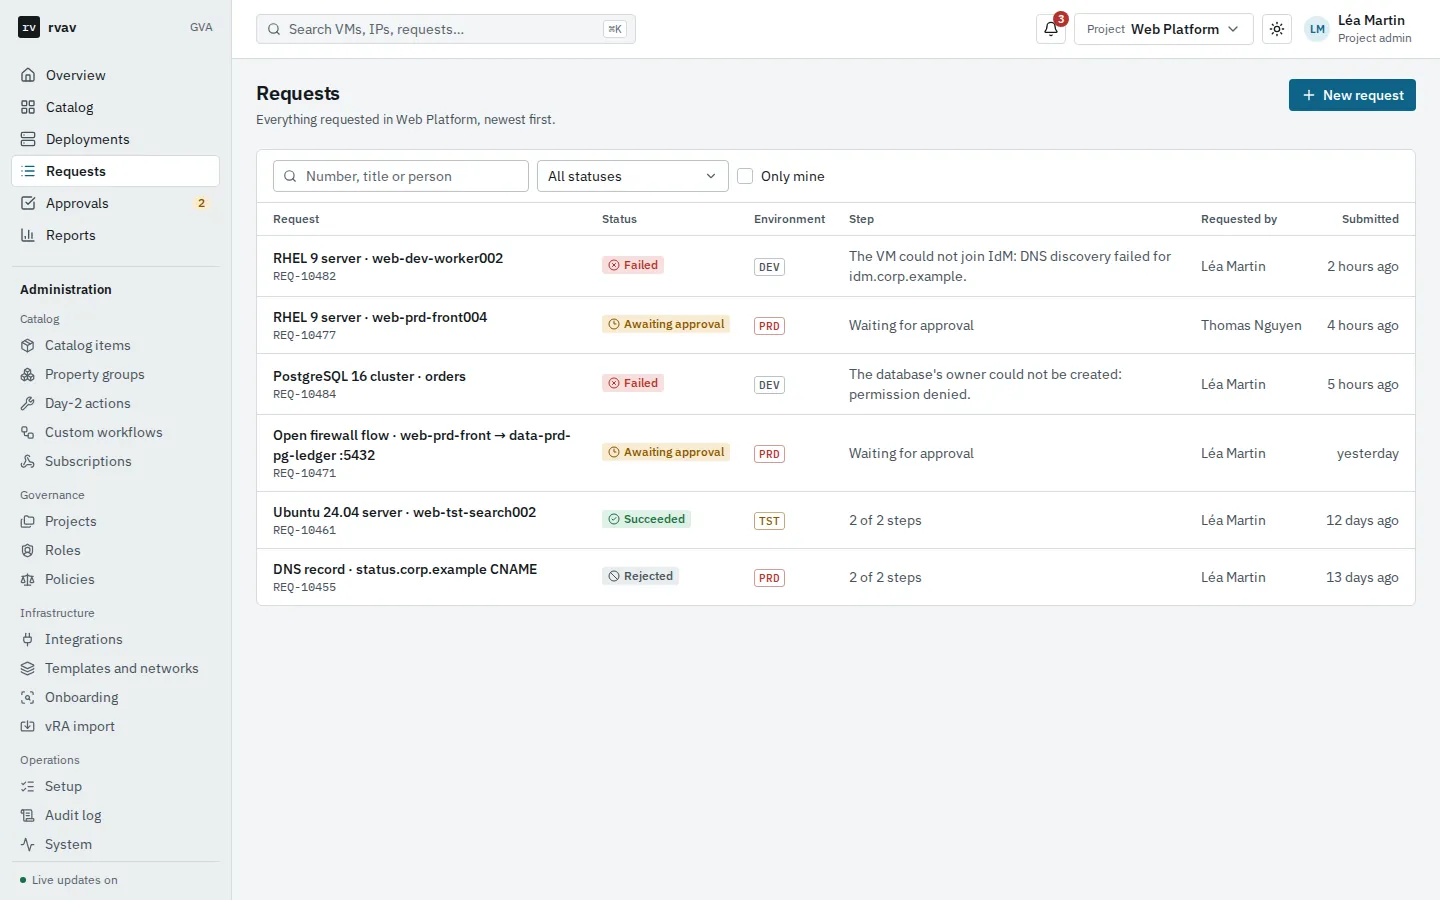 rv rvav GVA
Overview
Catalog
Deployments
Requests
Approvals 2
Reports
Administration
Catalog
Catalog items
Property groups
Day-2 actions
Custom workflows
Subscriptions
Governance
Projects
Roles
Policies
Infrastructure
Integrations
Templates and networks
Onboarding
vRA import
Operations
Setup
Audit log
System
Live updates on
Search VMs, IPs, requests... ⌘K
3
Project Web Platform
LM
Léa Martin
Project admin
Requests
Everything requested in Web Platform, newest first.
New request
Number, title or person
All statuses
Only mine
Request Status Environment Step Requested by Submitted
RHEL 9 server · web-dev-worker002
REQ-10482
Failed
DEV
The VM could not join IdM: DNS discovery failed for
idm.corp.example.
Léa Martin
2 hours ago
RHEL 9 server · web-prd-front004
REQ-10477
Awaiting approval
PRD
Waiting for approval
Thomas Nguyen
4 hours ago
PostgreSQL 16 cluster · orders
REQ-10484
Failed
DEV
The database's owner could not be created:
permission denied.
Léa Martin
5 hours ago
Open firewall flow · web-prd-front → data-prd-
pg-ledger :5432
REQ-10471
Awaiting approval
PRD
Waiting for approval
Léa Martin
yesterday
Ubuntu 24.04 server · web-tst-search002
REQ-10461
Succeeded
TST
2 of 2 steps
Léa Martin
12 days ago
DNS record · status.corp.example CNAME
REQ-10455
Rejected
PRD
2 of 2 steps
Léa Martin
13 days ago